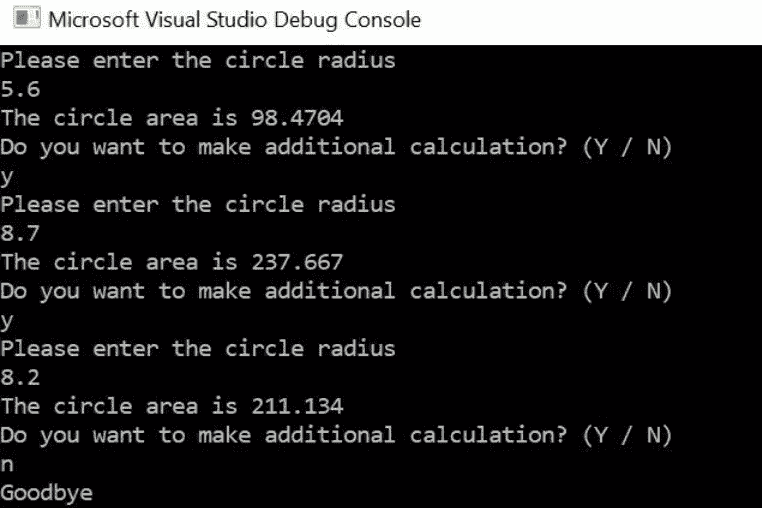 Microsoft Visual Studio Debug Console
Please enter the circle radius
5.6
The circle area is 98.4704
Do you want to make additional calculation? (Y / N)
y
Please enter the circle radius
8.7
The circle area is 237.667
Do you want to make additional calculation? (Y / N)
y
Please enter the circle radius
8.2
The circle area is 211.134
Do you want to make additional calculation? (Y / N)
n
Goodbye